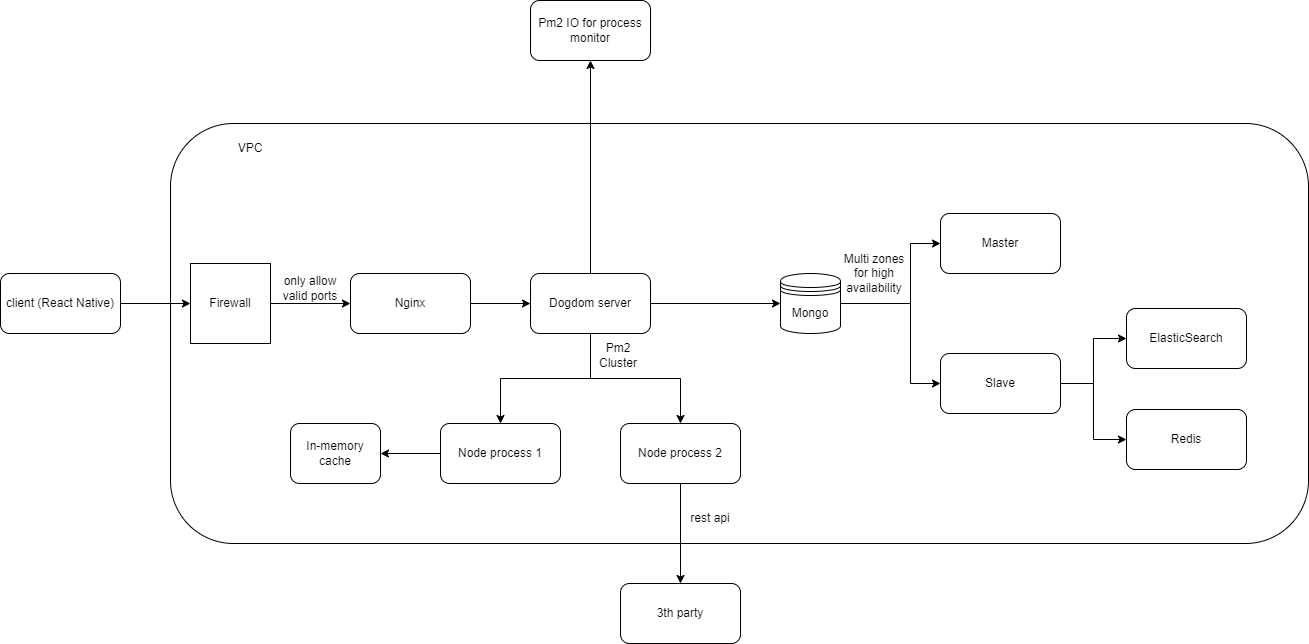 Pm2 IO for process
monitor
VPC
client (React Native)
Firewall
only allow
valid ports
Nginx
Dogdom server
Mongo
Multi zones
for high
availability
Master
Slave
ElasticSearch
Redis
Pm2
Cluster
In-memory
cache
Node process 1
Node process 2
rest api
3th party